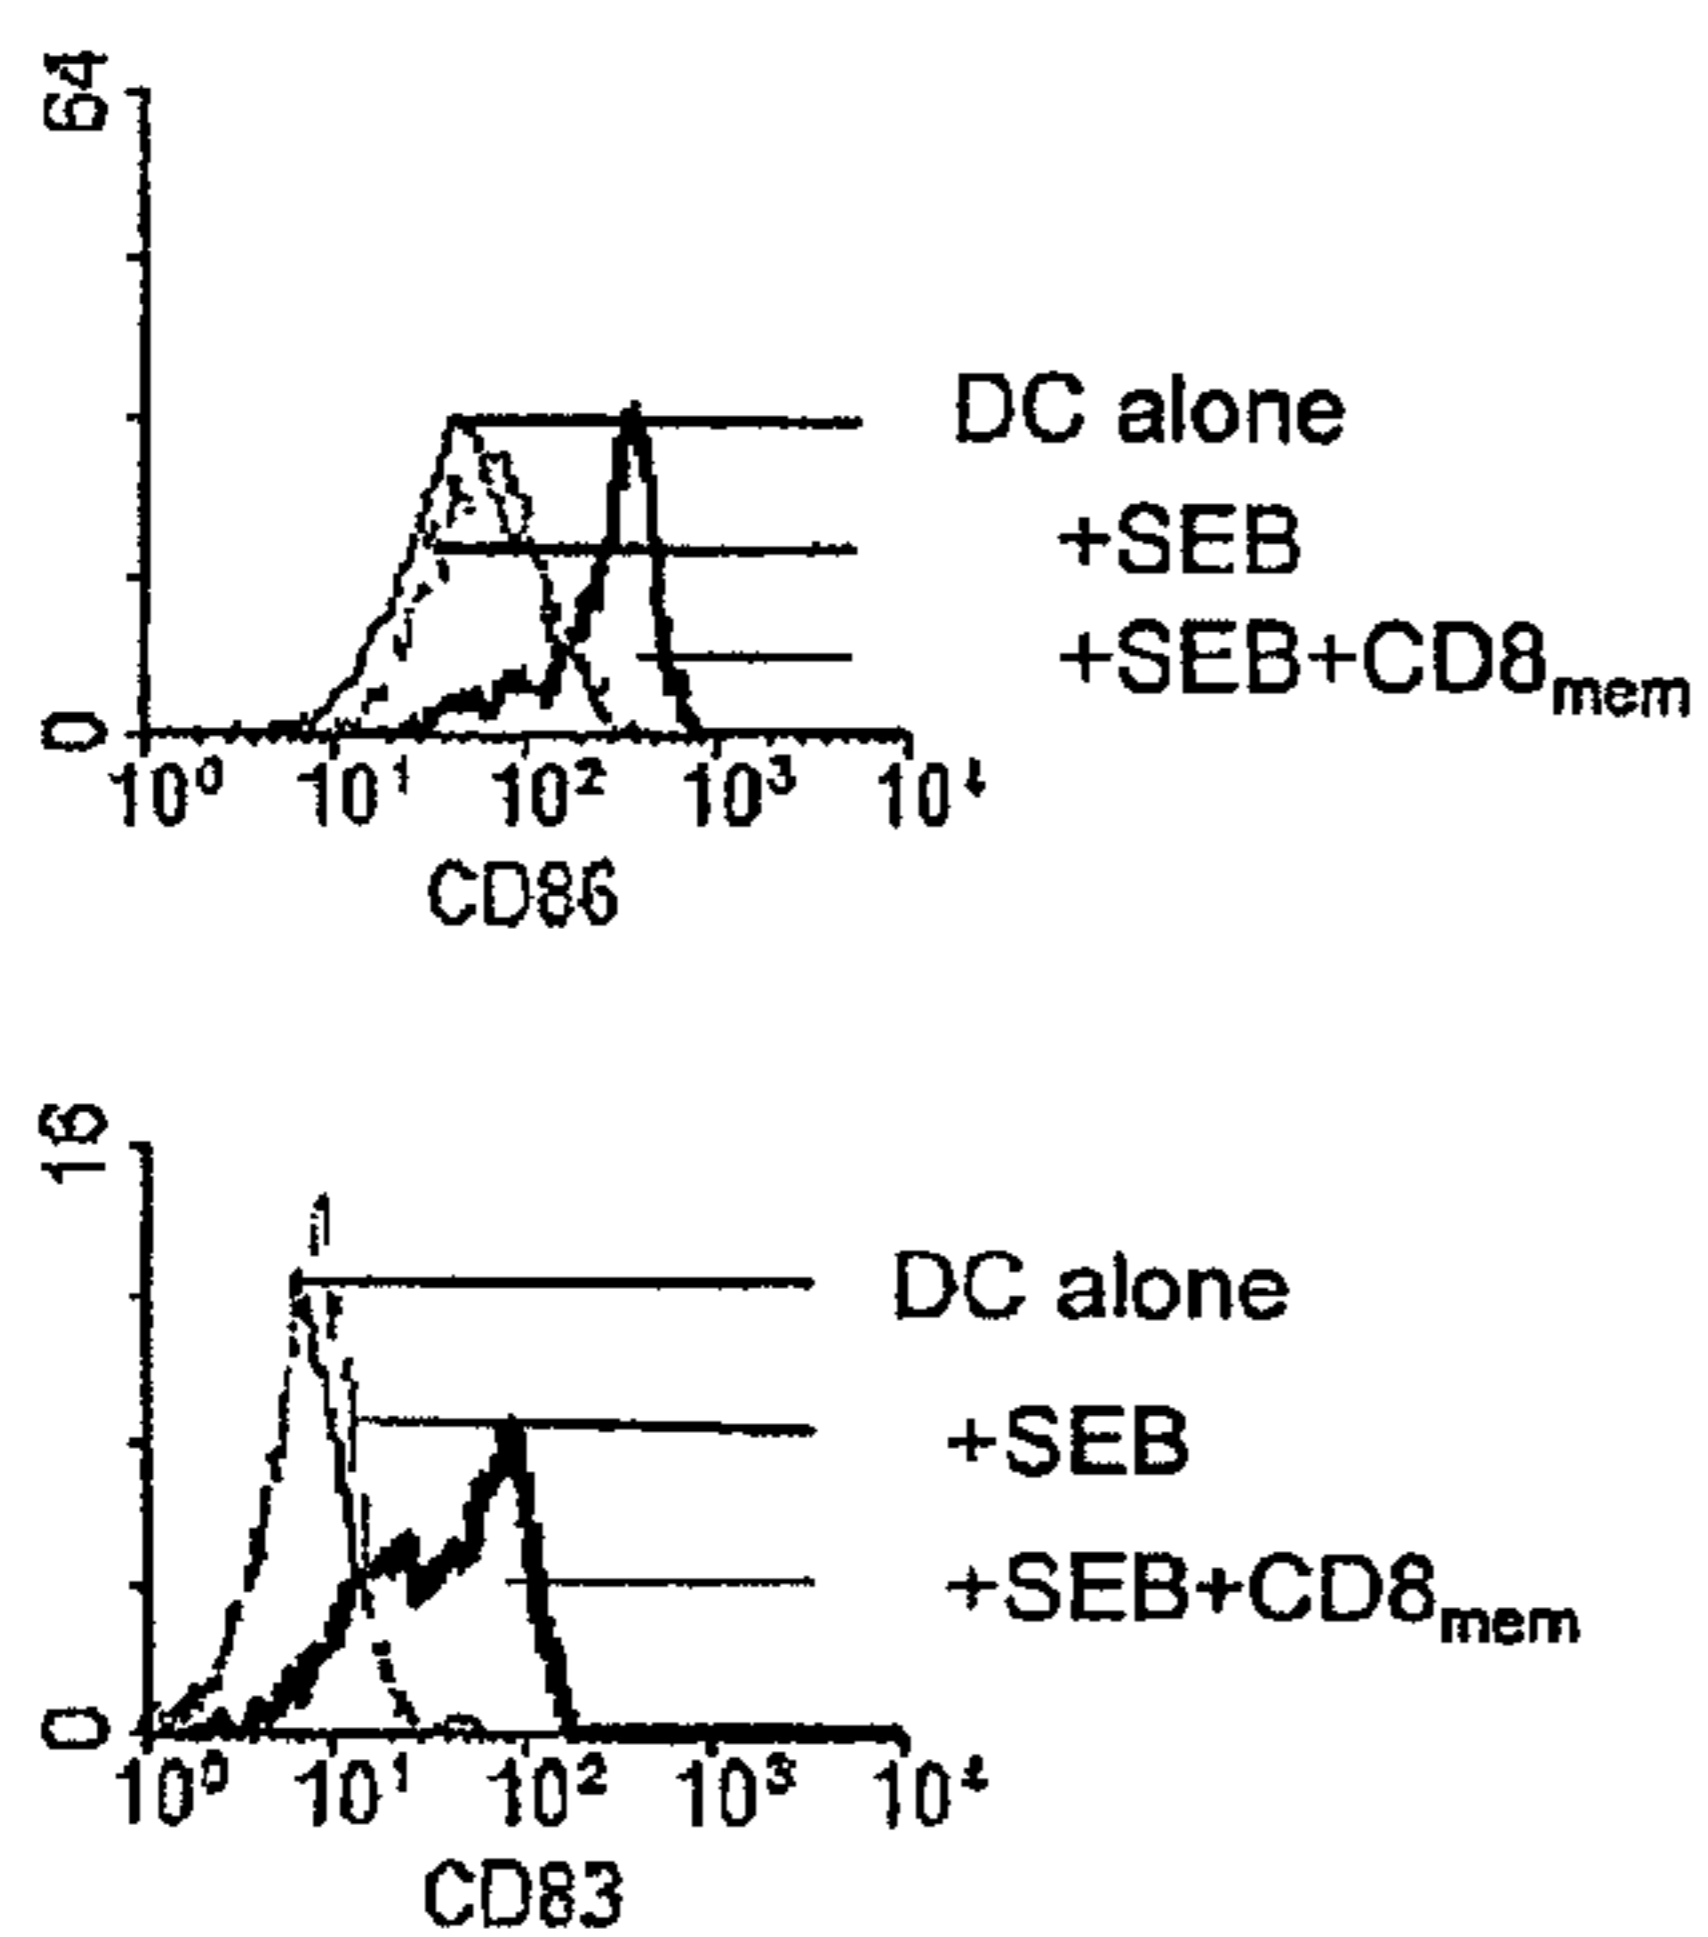 64
DC alone
+SEB
+SEB+CD8mem
0
10⁰ 10¹ 10² 10³ 10⁴
CD86
16
DC alone
+SEB
+SEB+CD8mem
0
10⁰ 10¹ 10² 10³ 10⁴
CD83